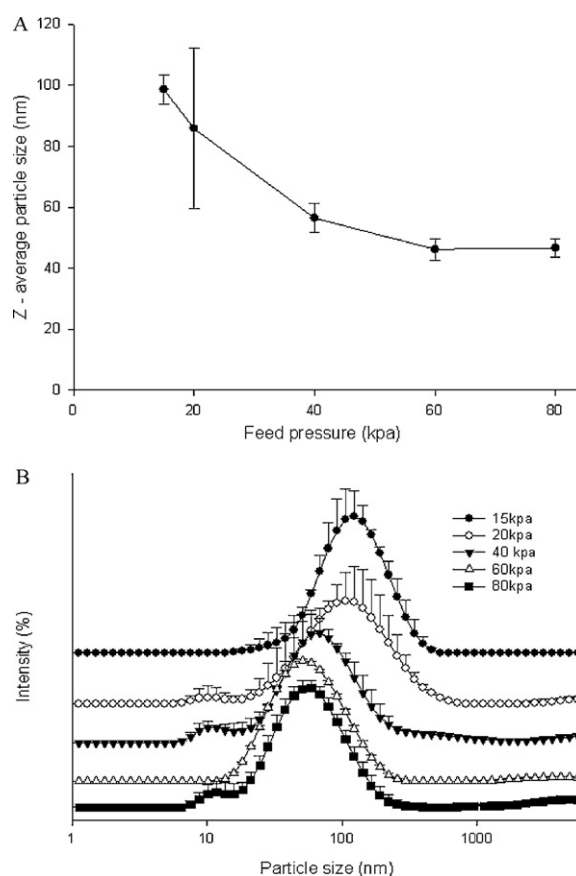 A
120
100
80
60
40
20
0
Z - average particle size (nm)
0 20 40 60 80
Feed pressure (kpa)
B
15kpa
20kpa
40 kpa
60kpa
80kpa
Intensity (%)
1 10 100 1000
Particle size (nm)